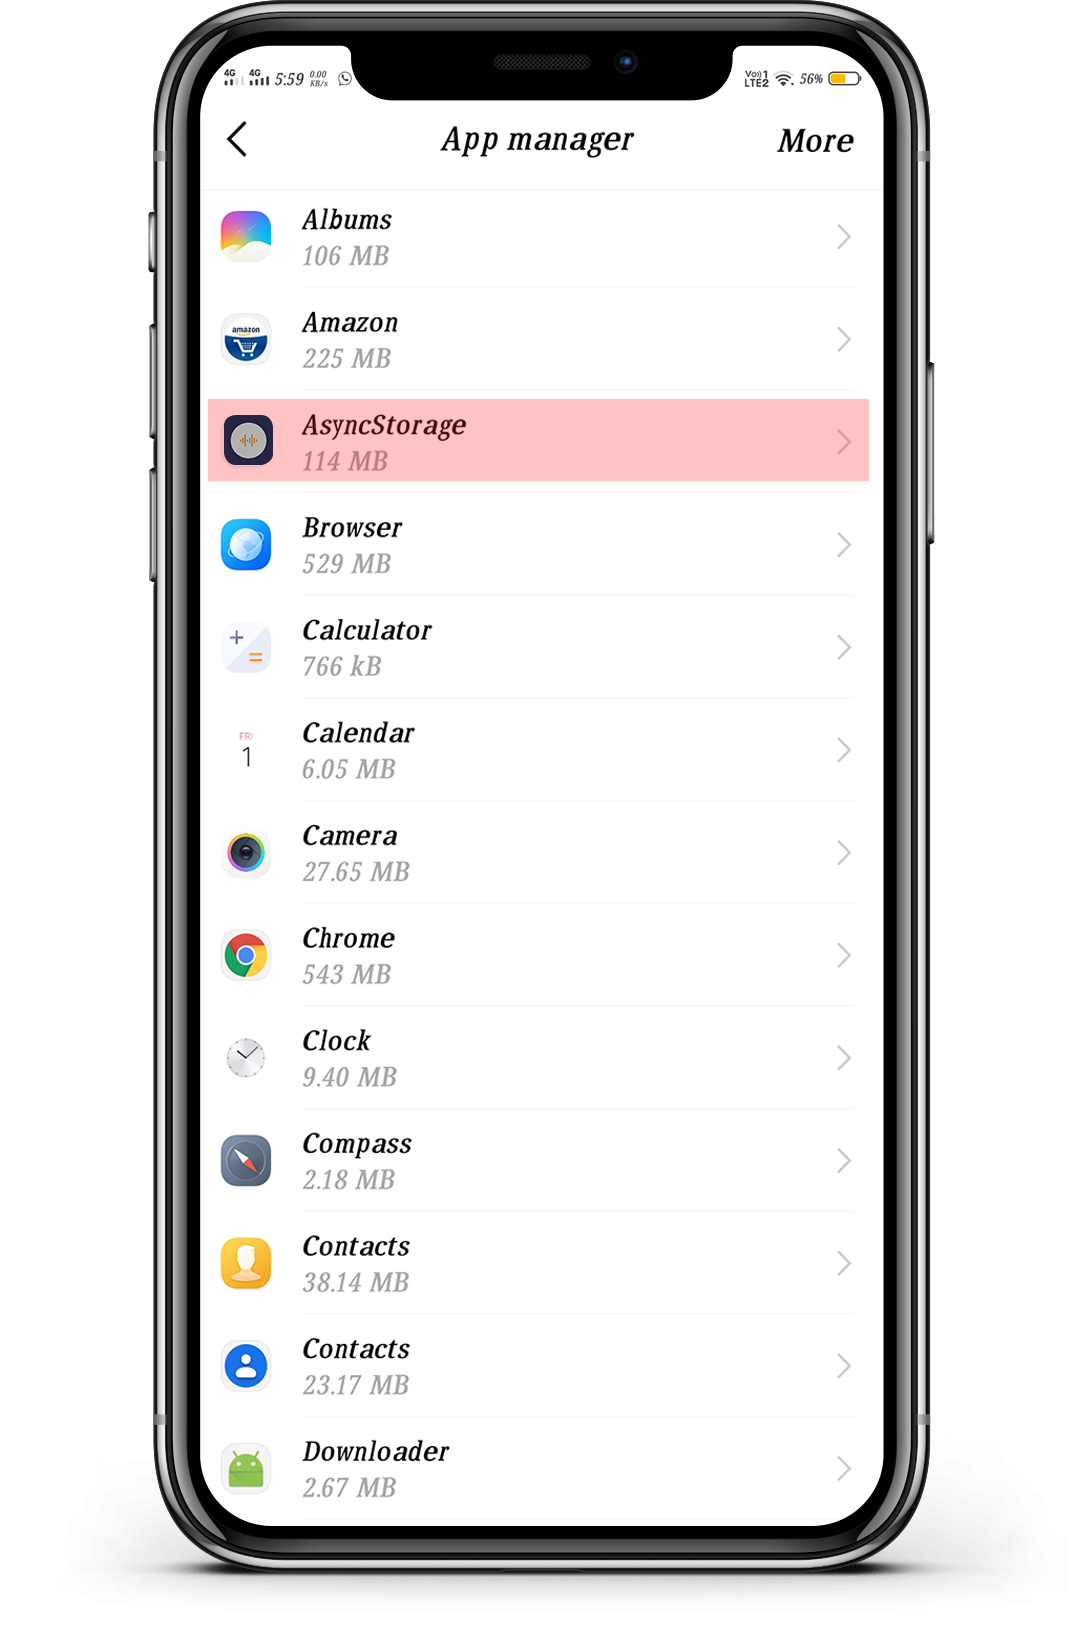 4G 4G 5:59 0.00 KB/s Vo)) 1 LTE2 56%
App manager More
Albums
106 MB
amazon
Amazon
225 MB
AsyncStorage
114 MB
Browser
529 MB
Calculator
766 kB
FRI
1
Calendar
6.05 MB
Camera
27.65 MB
Chrome
543 MB
Clock
9.40 MB
Compass
2.18 MB
Contacts
38.14 MB
Contacts
23.17 MB
Downloader
2.67 MB